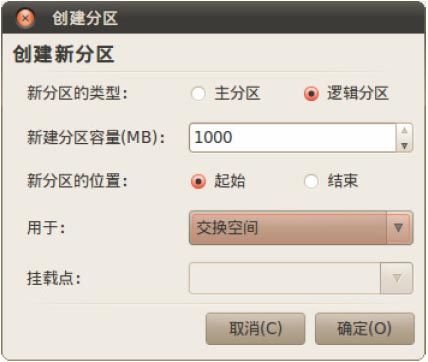 创建分区
创建新分区
新分区的类型: 主分区 逻辑分区
新建分区容量(MB): 1000
新分区的位置: 起始 结束
用于: 交换空间
挂载点:
取消(C) 确定(O)